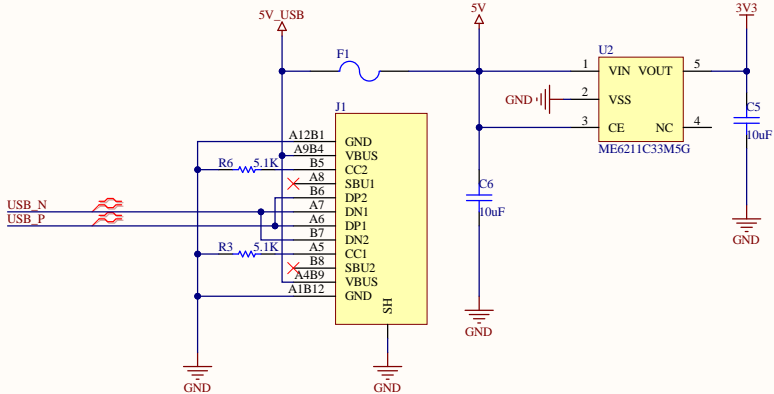 5V_USB
5V
3V3
F1
U2
1 VIN VOUT 5
GND 2 VSS
3 CE NC 4
ME6211C33M5G
C5
10uF
GND
C6
10uF
GND
J1
A12B1 GND
A9B4 VBUS
R6 5.1K B5 CC2
A8 SBU1
B6 DP2
USB_N A7 DN1
USB_P A6 DP1
B7 DN2
R3 5.1K A5 CC1
B8 SBU2
A4B9 VBUS
A1B12 GND
SH
GND
GND